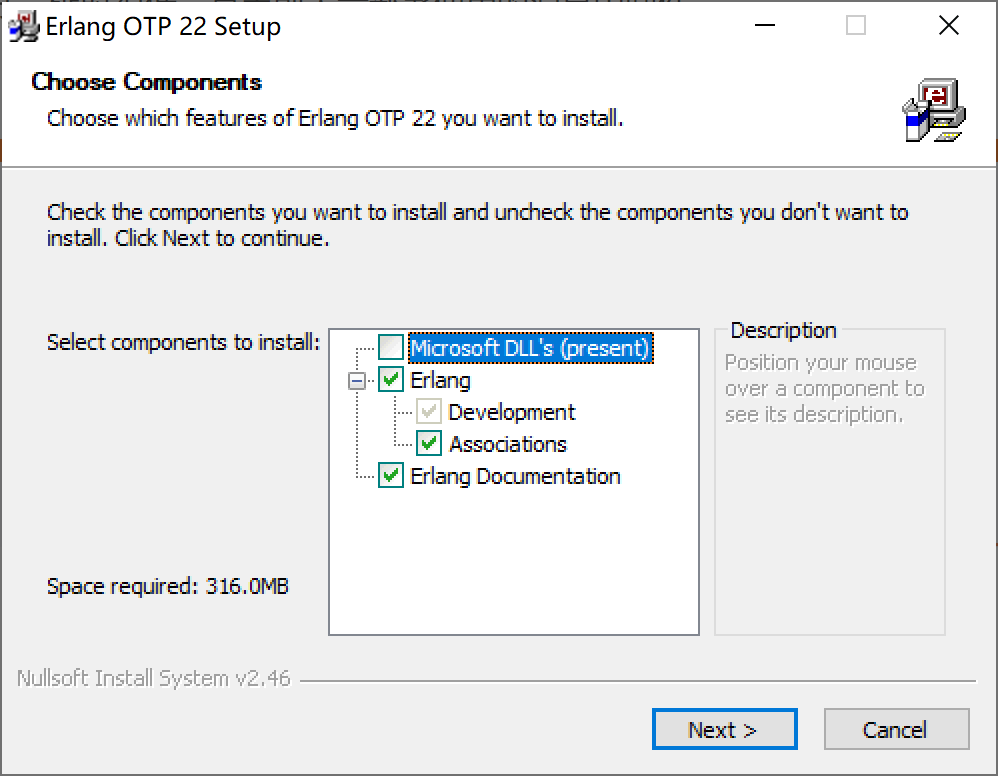 Erlang OTP 22 Setup
Choose Components
Choose which features of Erlang OTP 22 you want to install.
Check the components you want to install and uncheck the components you don't want to
install. Click Next to continue.
Select components to install:
Microsoft DLL's (present)
Erlang
Development
Associations
Erlang Documentation
Description
Position your mouse
over a component to
see its description.
Space required: 316.0MB
Nullsoft Install System v2.46
Next >
Cancel